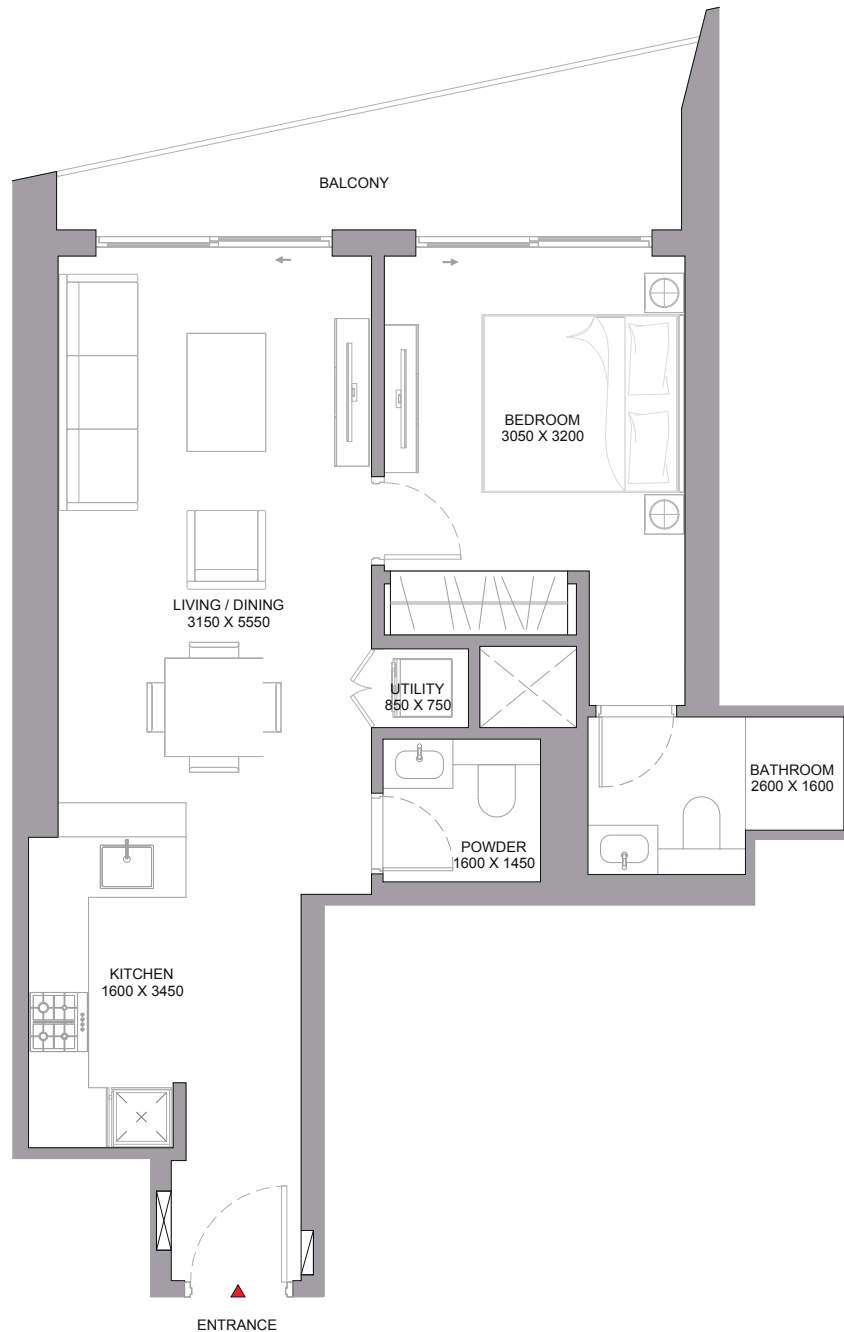 BALCONY
BEDROOM
3050 X 3200
LIVING / DINING
3150 X 5550
UTILITY
850 X 750
BATHROOM
2600 X 1600
POWDER
1600 X 1450
KITCHEN
1600 X 3450
ENTRANCE